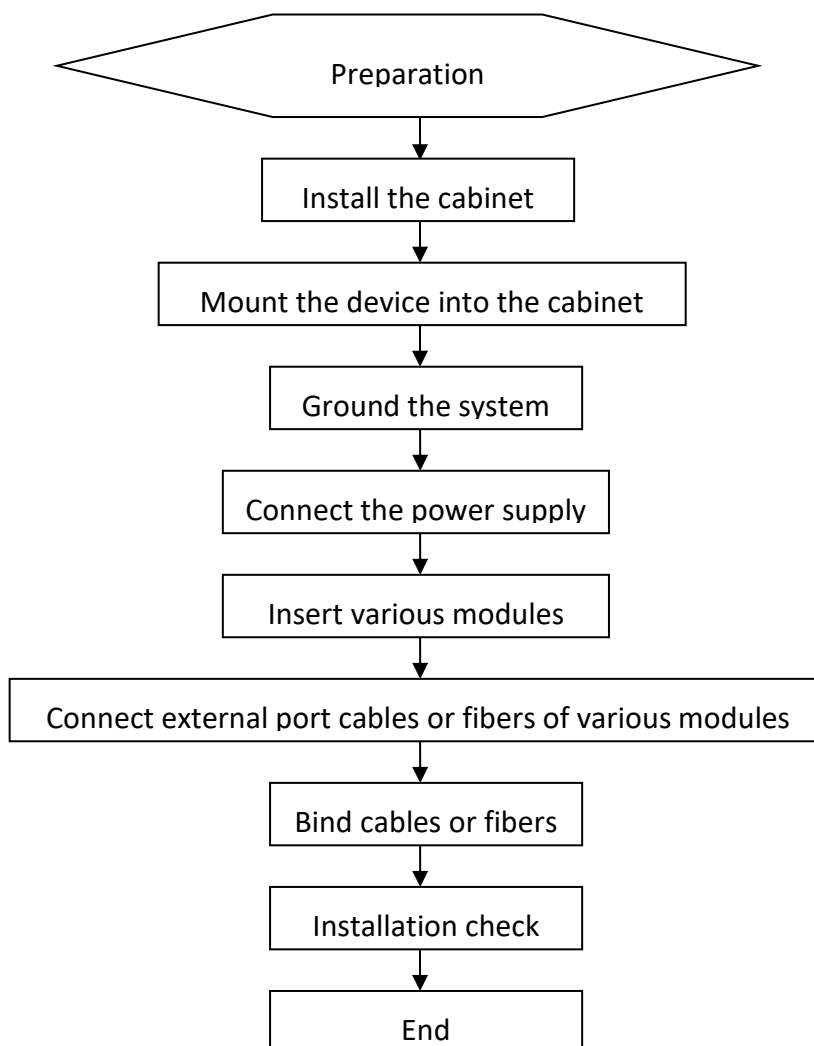 Preparation
Install the cabinet
Mount the device into the cabinet
Ground the system
Connect the power supply
Insert various modules
Connect external port cables or fibers of various modules
Bind cables or fibers
Installation check
End